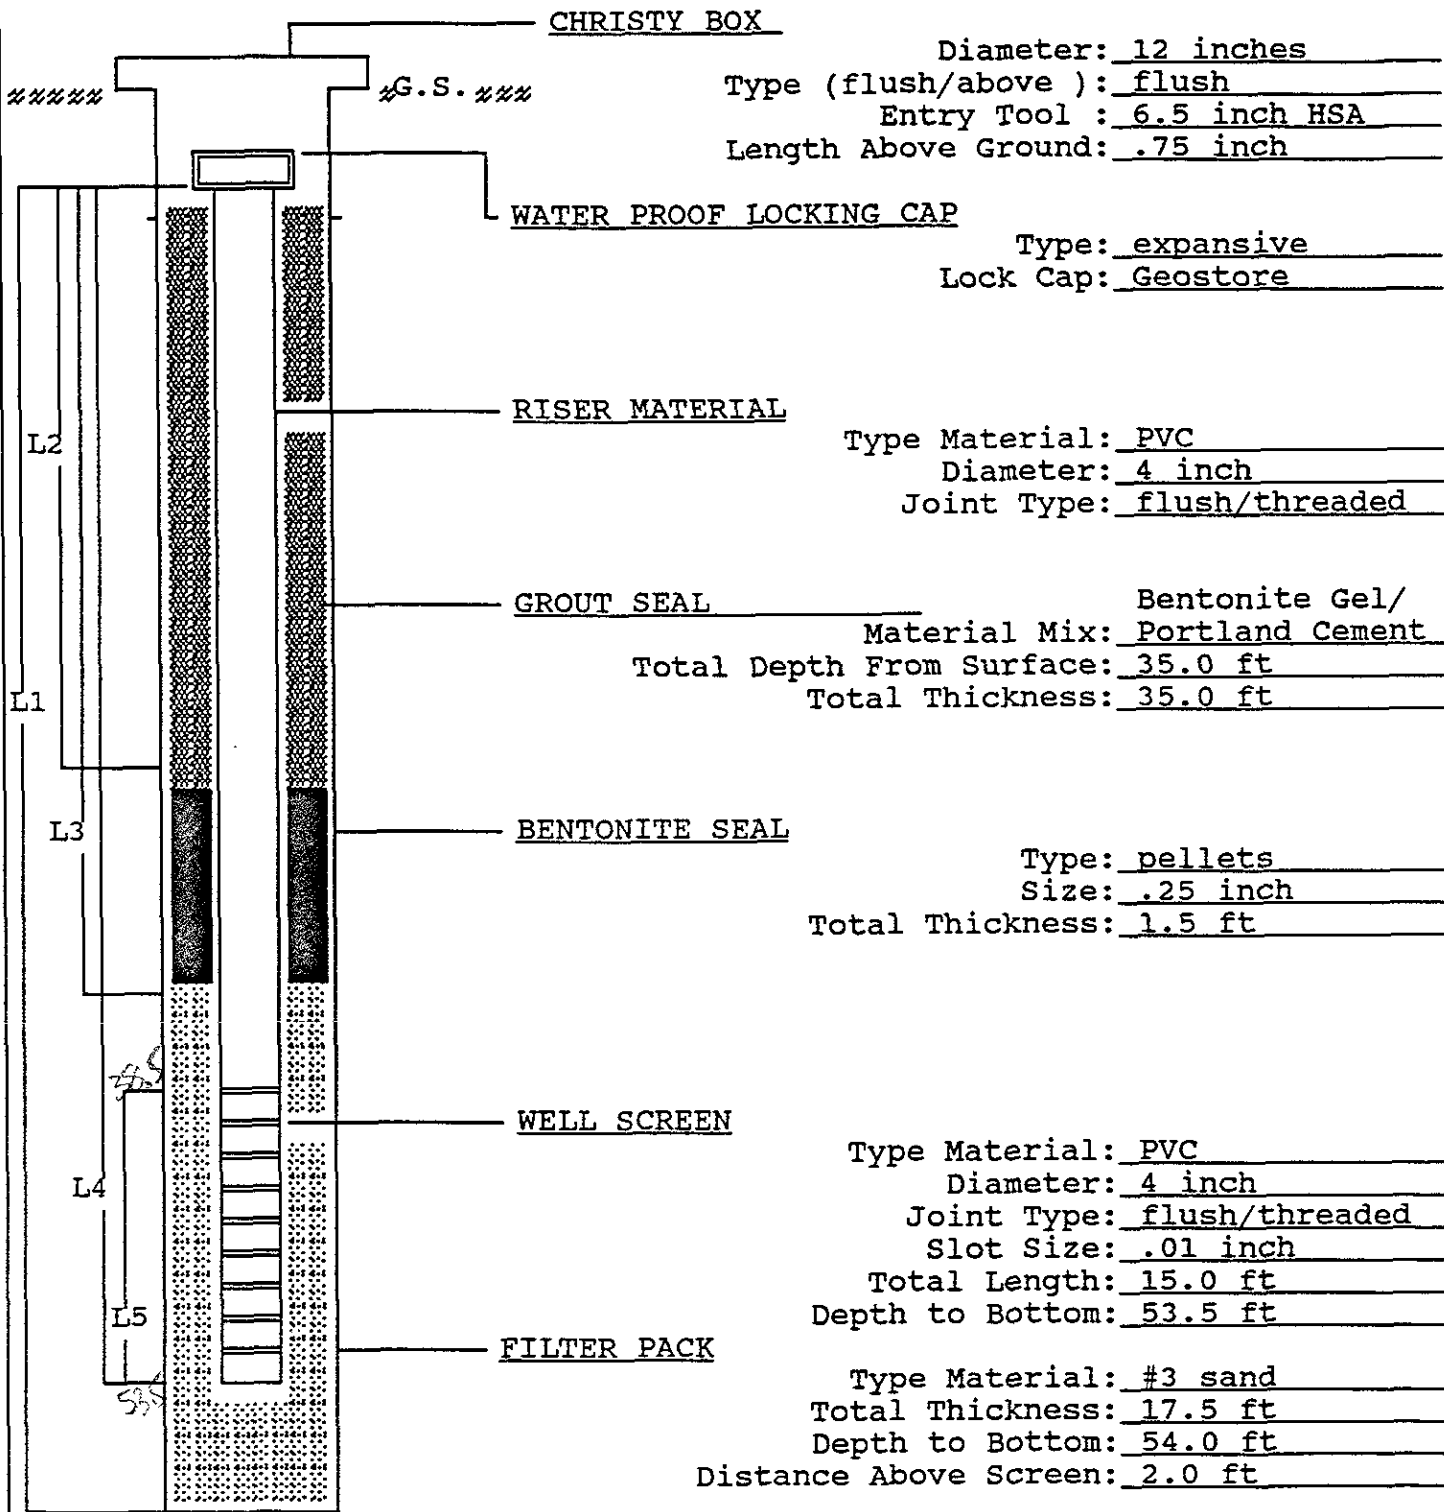 CHRISTY BOX
Diameter: 12 inches
G.S.
Type (flush/above ): flush
Entry Tool : 6.5 inch HSA
Length Above Ground: .75 inch
WATER PROOF LOCKING CAP
Type: expansive
Lock Cap: Geostore
RISER MATERIAL
L2
Type Material: PVC
Diameter: 4 inch
Joint Type: flush/threaded
GROUT SEAL
Bentonite Gel/
Material Mix: Portland Cement
Total Depth From Surface: 35.0 ft
Total Thickness: 35.0 ft
L1
L3
BENTONITE SEAL
Type: pellets
Size: .25 inch
Total Thickness: 1.5 ft
38.5
WELL SCREEN
Type Material: PVC
L4
Diameter: 4 inch
Joint Type: flush/threaded
Slot Size: .01 inch
Total Length: 15.0 ft
L5
Depth to Bottom: 53.5 ft
FILTER PACK
Type Material: #3 sand
535
Total Thickness: 17.5 ft
Depth to Bottom: 54.0 ft
Distance Above Screen: 2.0 ft